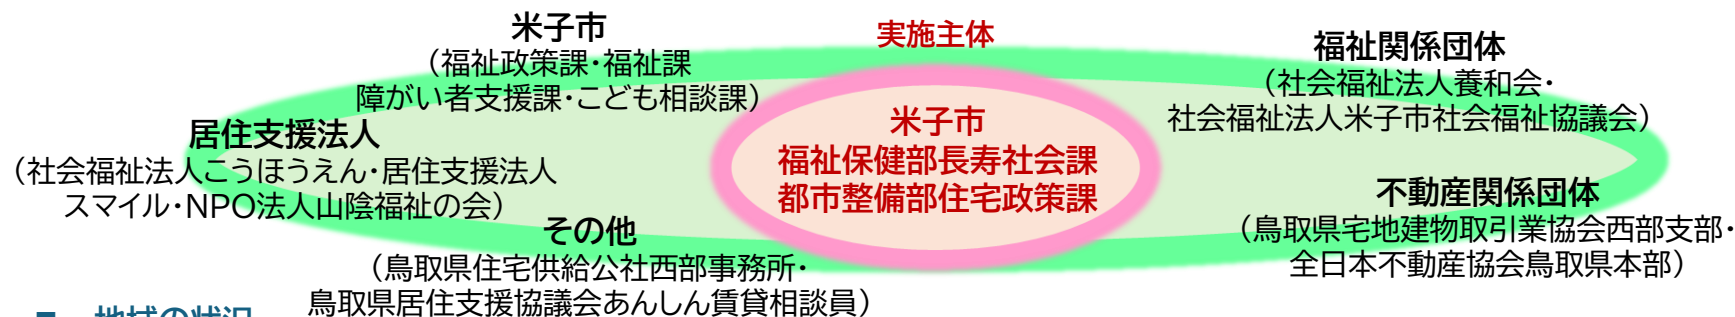 米子市
（福祉政策課・福祉課
障がい者支援課・こども相談課）
実施主体
福祉関係団体
（社会福祉法人養和会・
社会福祉法人米子市社会福祉協議会）
居住支援法人
（社会福祉法人こうほうえん・居住支援法人
スマイル・NPO法人山陰福祉の会）
米子市
福祉保健部長寿社会課
都市整備部住宅政策課
不動産関係団体
（鳥取県宅地建物取引業協会西部支部・
全日本不動産協会鳥取県本部）
その他
（鳥取県住宅供給公社西部事務所・
鳥取県居住支援協議会あんしん賃貸相談員）
地域の状況